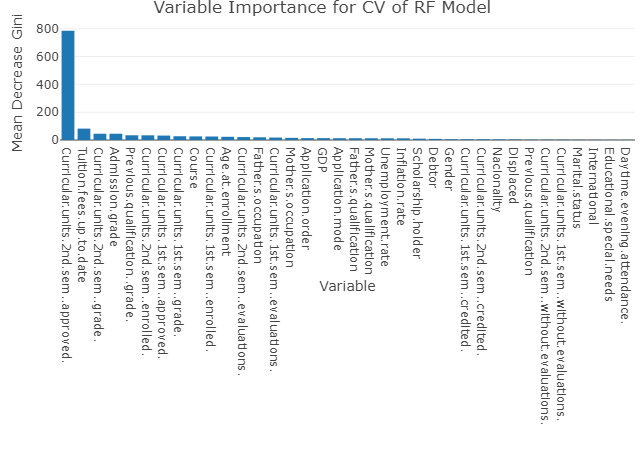 Variable Importance for CV of RF Model
Mean Decrease Gini
800
600
400
200
0
Curricular.units.2nd.sem..approved.
Tuition.fees.up.to.date
Curricular.units.2nd.sem..grade.
Admission.grade
Previous.qualification..grade.
Curricular.units.2nd.sem..enrolled.
Curricular.units.1st.sem..approved.
Curricular.units.1st.sem..grade.
Course
Curricular.units.1st.sem..enrolled.
Age.at.enrollment
Curricular.units.2nd.sem..evaluations.
Father.s.occupation
Curricular.units.1st.sem..evaluations.
Mother.s.occupation
Application.order
GDP
Application.mode
Father.s.qualification
Mother.s.qualification
Unemployment.rate
Inflation.rate
Scholarship.holder
Debtor
Gender
Curricular.units.1st.sem..credited.
Curricular.units.2nd.sem..credited.
Nacionality
Displaced
Previous.qualification
Curricular.units.2nd.sem..without.evaluations.
Curricular.units.1st.sem..without.evaluations.
Marital.status
International
Educational.special.needs
Daytime.evening.attendance.
Variable